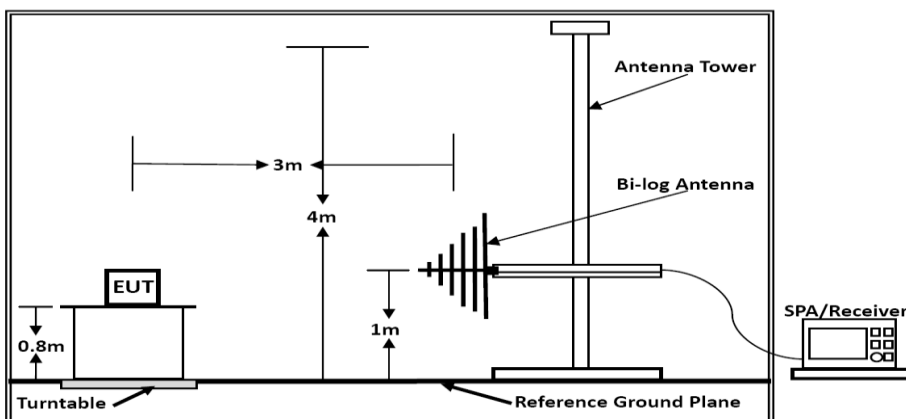 Antenna Tower
3m
Bi-log Antenna
4m
EUT
SPA/Receiver
0.8m
1m
Turntable
Reference Ground Plane